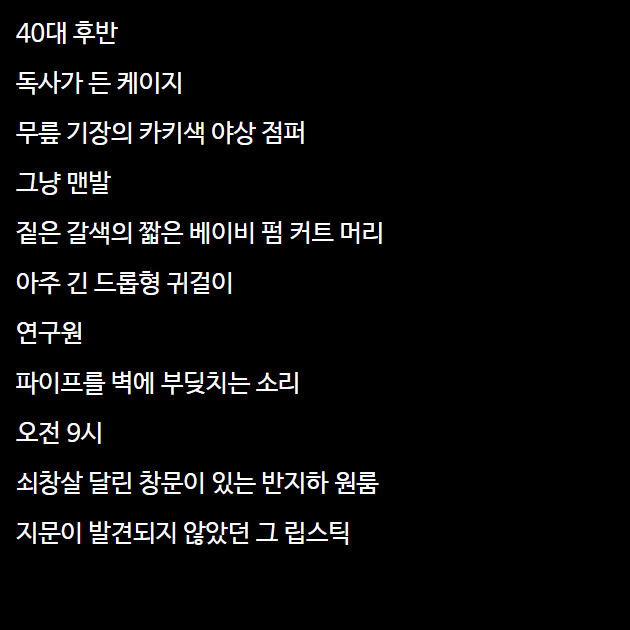 40대 후반
독사가 든 케이지
무릎 기장의 카키색 야상 점퍼
그냥 맨발
짙은 갈색의 짧은 베이비 펌 커트 머리
아주 긴 드롭형 귀걸이
연구원
파이프를 벽에 부딪치는 소리
오전 9시
쇠창살 달린 창문이 있는 반지하 원룸
지문이 발견되지 않았던 그 립스틱